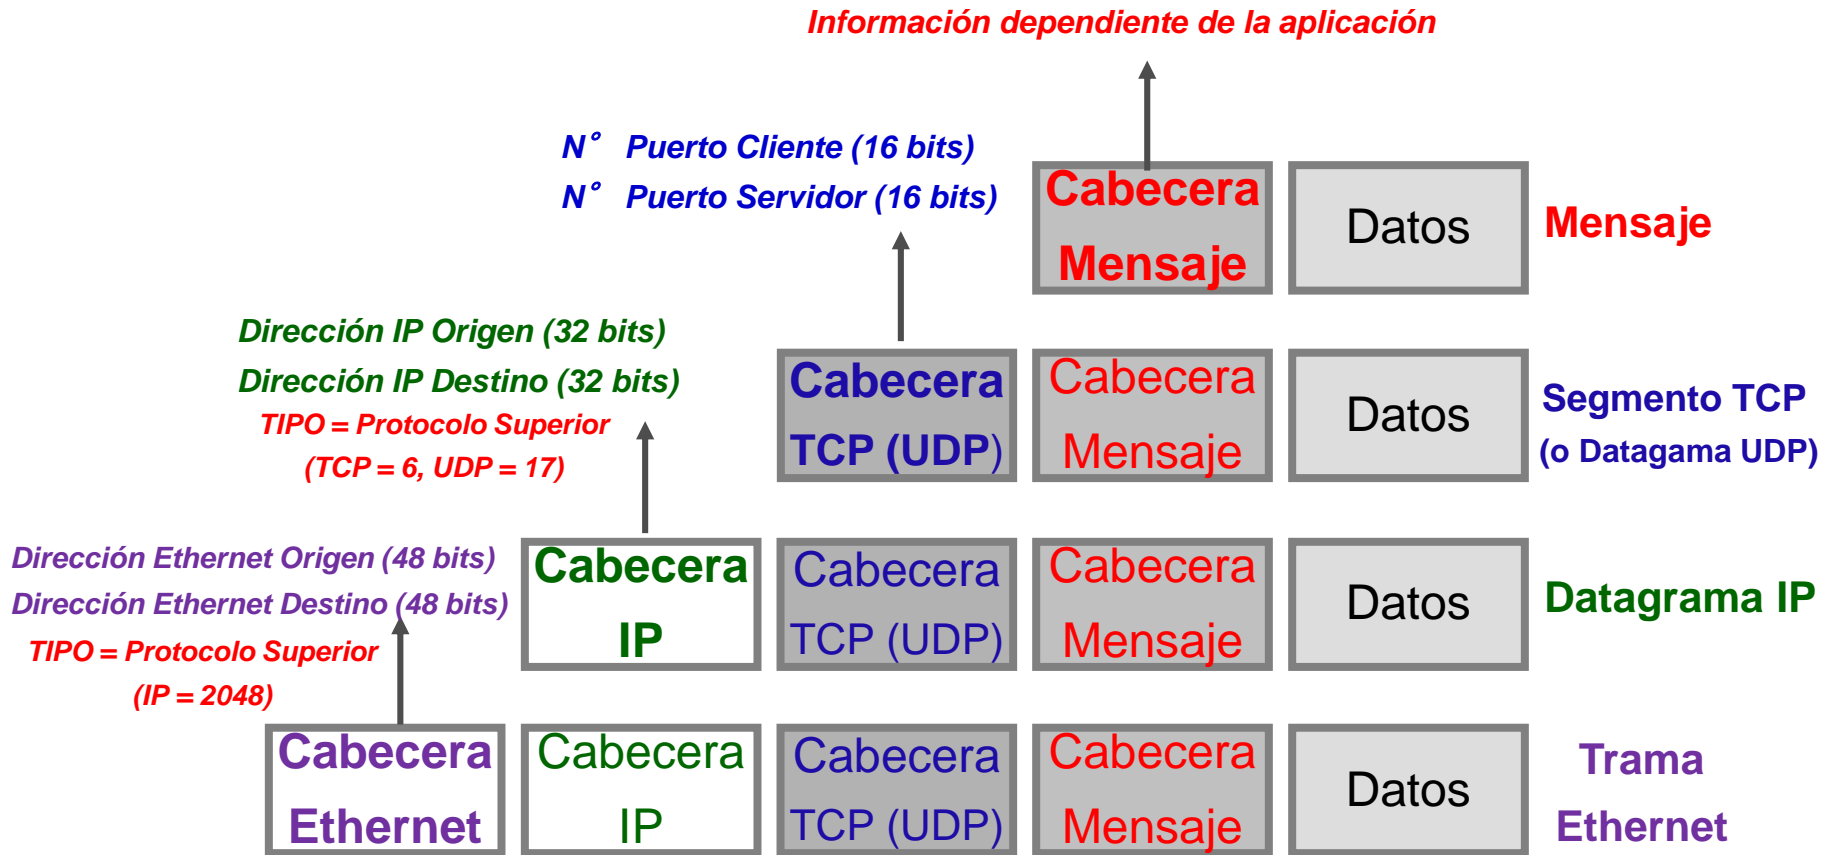 Información dependiente de la aplicación
N° Puerto Cliente (16 bits)
N° Puerto Servidor (16 bits)
Cabecera
Mensaje
Datos
Mensaje
Dirección IP Origen (32 bits)
Dirección IP Destino (32 bits)
TIPO = Protocolo Superior
(TCP = 6, UDP = 17)
Cabecera
TCP (UDP)
Cabecera
Mensaje
Datos
Segmento TCP
(o Datagama UDP)
Dirección Ethernet Origen (48 bits)
Dirección Ethernet Destino (48 bits)
TIPO = Protocolo Superior
(IP = 2048)
Cabecera
IP
Cabecera
TCP (UDP)
Cabecera
Mensaje
Datos
Datagrama IP
Cabecera
Ethernet
Cabecera
IP
Cabecera
TCP (UDP)
Cabecera
Mensaje
Datos
Trama
Ethernet